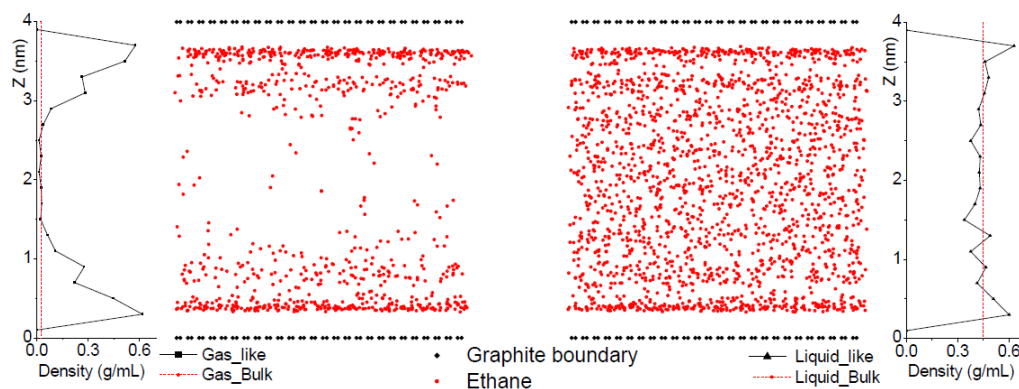 4
3
2
1
0
Z (nm)
0.0 0.3 0.6
Density (g/mL)
Gas_like
Gas_Bulk
Graphite boundary
Ethane
Liquid_like
Liquid_Bulk
4
3
2
1
0
Z (nm)
0.0 0.3 0.6
Density (g/mL)